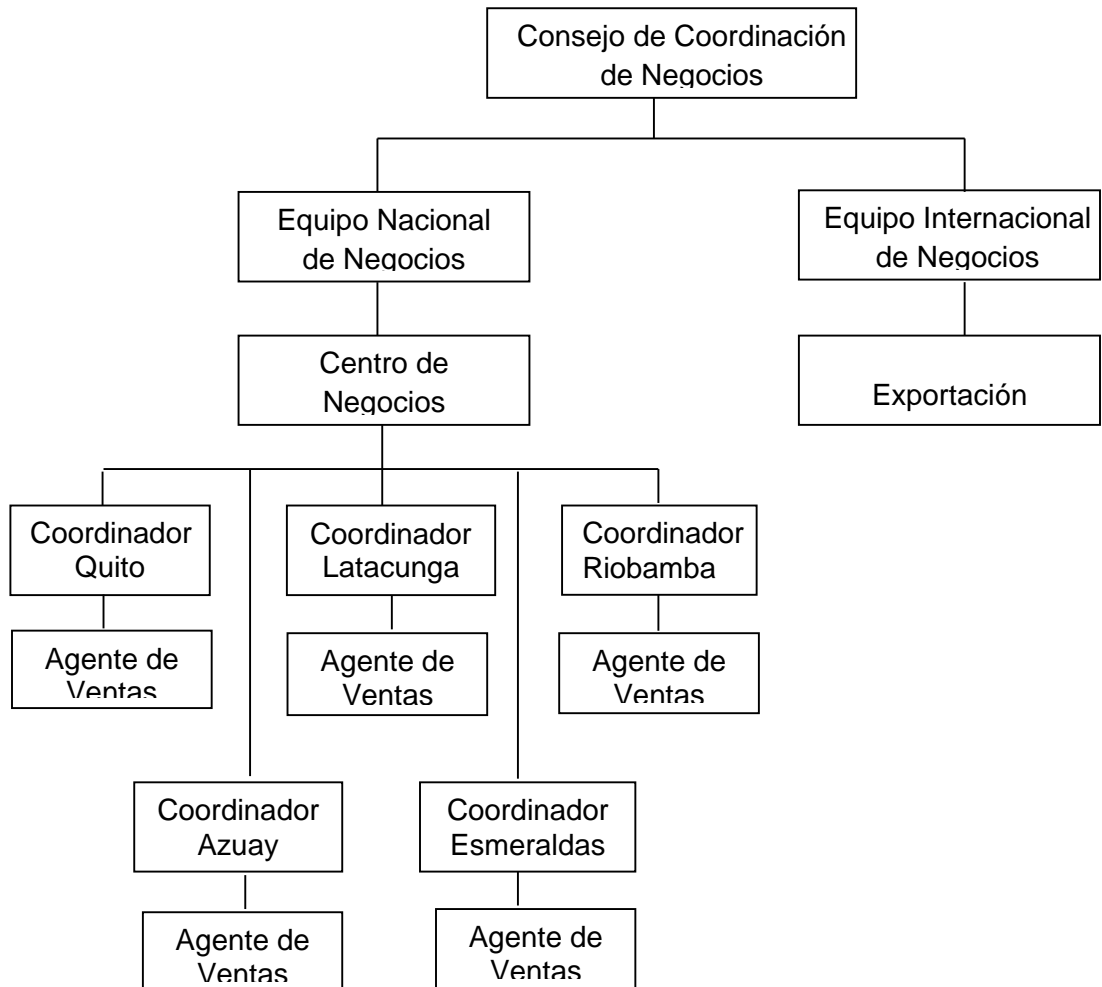 Consejo de Coordinación
de Negocios
Equipo Nacional
de Negocios
Equipo Internacional
de Negocios
Centro de
Negocios
Exportación
Coordinador
Quito
Coordinador
Latacunga
Coordinador
Riobamba
Agente de
Ventas
Agente de
Ventas
Agente de
Ventas
Coordinador
Azuay
Coordinador
Esmeraldas
Agente de
Ventas
Agente de
Ventas